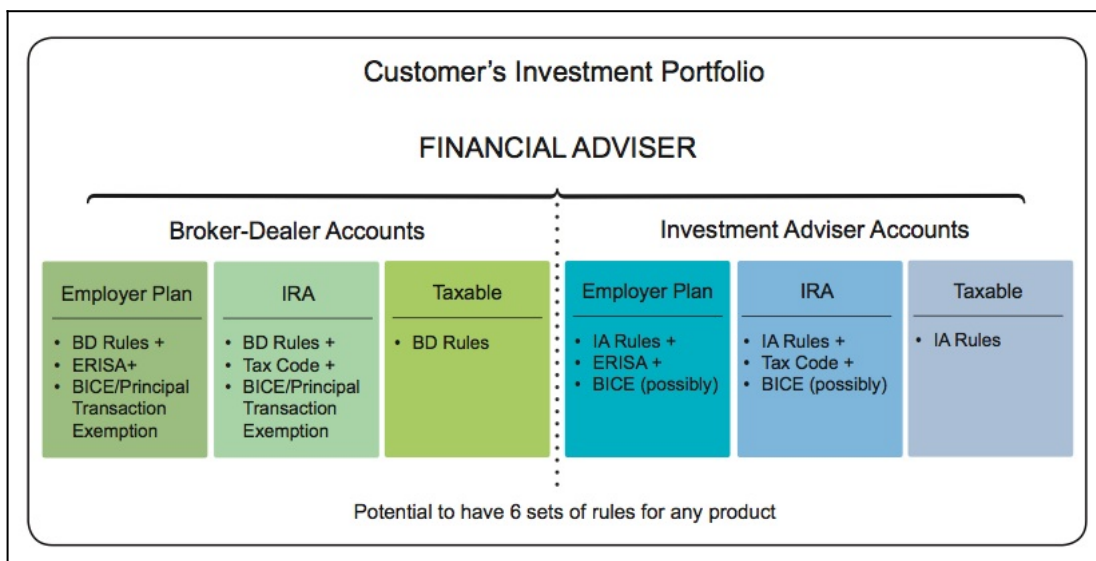 Customer’s Investment Portfolio
FINANCIAL ADVISER
Broker-Dealer Accounts
Investment Adviser Accounts
Employer Plan
• BD Rules +
• ERISA+
• BICE/Principal
Transaction
Exemption
IRA
• BD Rules +
• Tax Code +
• BICE/Principal
Transaction
Exemption
Taxable
• BD Rules
Employer Plan
• IA Rules +
• ERISA +
• BICE (possibly)
IRA
• IA Rules +
• Tax Code +
• BICE (possibly)
Taxable
• IA Rules
Potential to have 6 sets of rules for any product